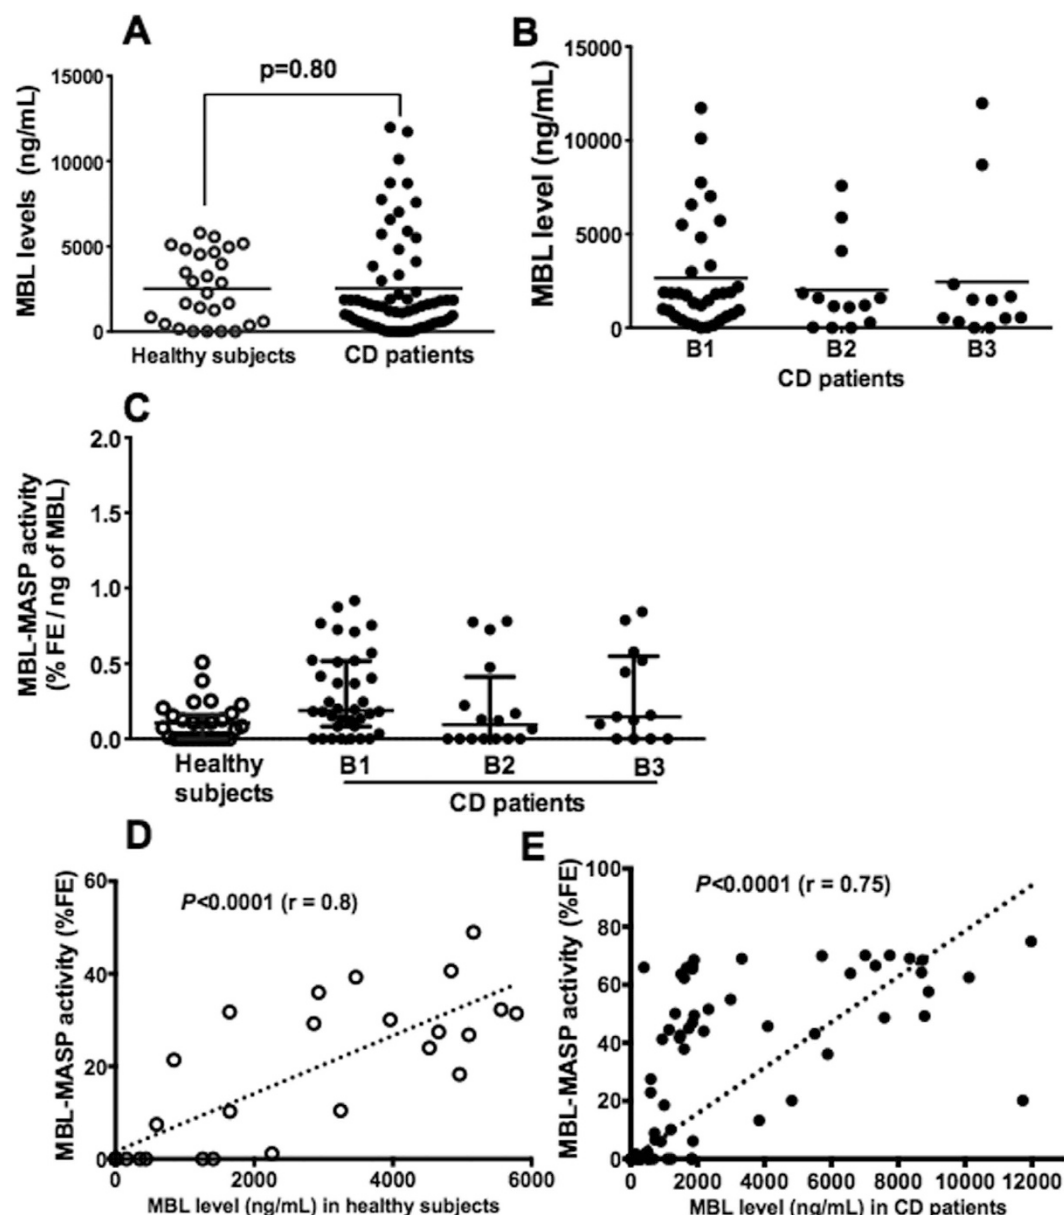 A
p=0.80
MBL levels (ng/mL)
15000
10000
5000
0
Healthy subjects
CD patients
B
MBL level (ng/mL)
15000
10000
5000
0
B1
B2
B3
CD patients
C
MBL-MASP activity
(% FE / ng of MBL)
2.0
1.5
1.0
0.5
0.0
Healthy
subjects
B1
B2
B3
CD patients
D
MBL-MASP activity (%FE)
P<0.0001 (r = 0.8)
60
40
20
0
0 2000 4000 6000
MBL level (ng/mL) in healthy subjects
E
MBL-MASP activity (%FE)
P<0.0001 (r = 0.75)
100
80
60
40
20
0
0 2000 4000 6000 8000 10000 12000
MBL level (ng/mL) in CD patients